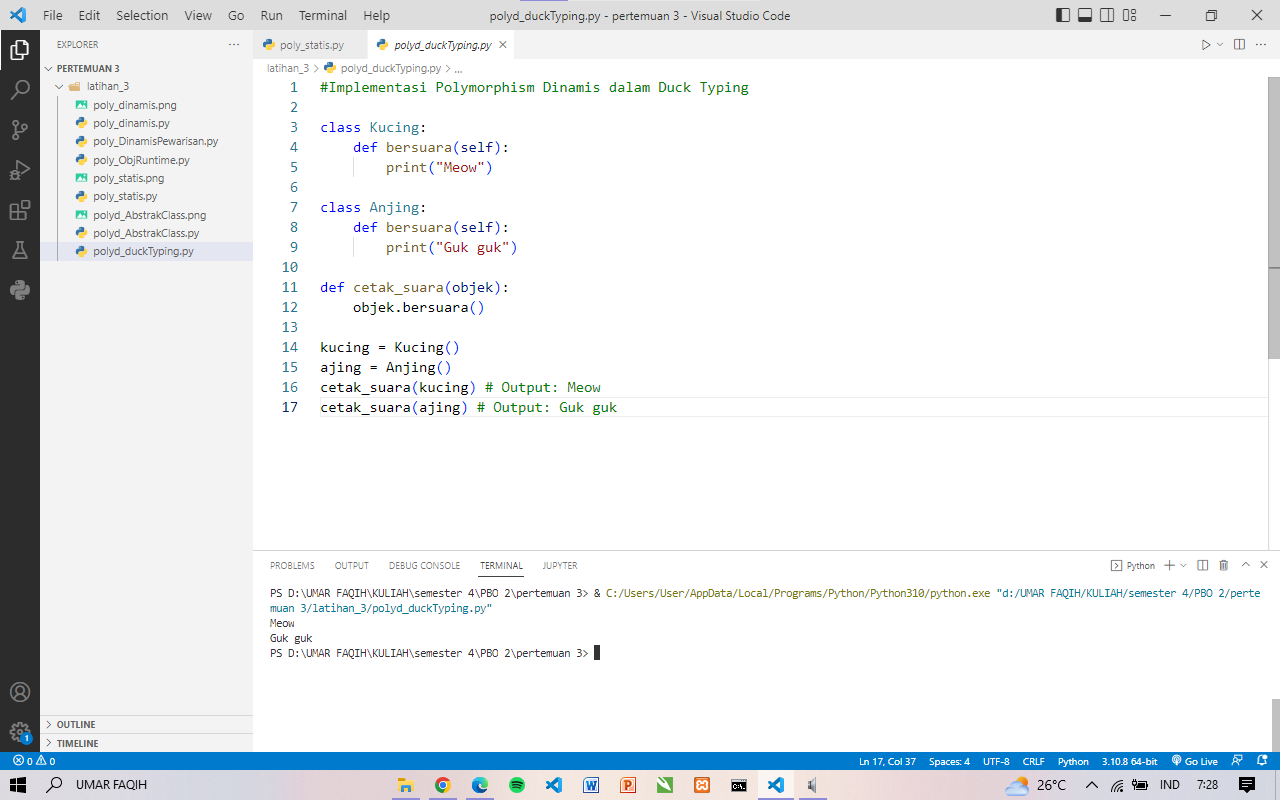 File Edit Selection View Go Run Terminal Help polyd_duckTyping.py - pertemuan 3 - Visual Studio Code
EXPLORER
PERTEMUAN 3
latihan_3
poly_dinamis.png
poly_dinamis.py
poly_DinamisPewarisan.py
poly_ObjRuntime.py
poly_statis.png
poly_statis.py
polyd_AbstrakClass.png
polyd_AbstrakClass.py
polyd_duckTyping.py
OUTLINE
TIMELINE
poly_statis.py polyd_duckTyping.py
latihan_3 > polyd_duckTyping.py > ...
1 #Implementasi Polymorphism Dinamis dalam Duck Typing
2
3 class Kucing:
4 def bersuara(self):
5 print("Meow")
6
7 class Anjing:
8 def bersuara(self):
9 print("Guk guk")
10
11 def cetak_suara(objek):
12 objek.bersuara()
13
14 kucing = Kucing()
15 ajing = Anjing()
16 cetak_suara(kucing) # Output: Meow
17 cetak_suara(ajing) # Output: Guk guk
PROBLEMS OUTPUT DEBUG CONSOLE TERMINAL JUPYTER Python
PS D:\UMAR FAQIH\KULIAH\semester 4\PBO 2\pertemuan 3> & C:/Users/User/AppData/Local/Programs/Python/Python310/python.exe "d:/UMAR FAQIH/KULIAH/semester 4/PBO 2/perte
muan 3/latihan_3/polyd_duckTyping.py"
Meow
Guk guk
PS D:\UMAR FAQIH\KULIAH\semester 4\PBO 2\pertemuan 3>
1
0 0 Ln 17, Col 37 Spaces: 4 UTF-8 CRLF Python 3.10.8 64-bit Go Live
UMAR FAQIH 26°C IND 7:28